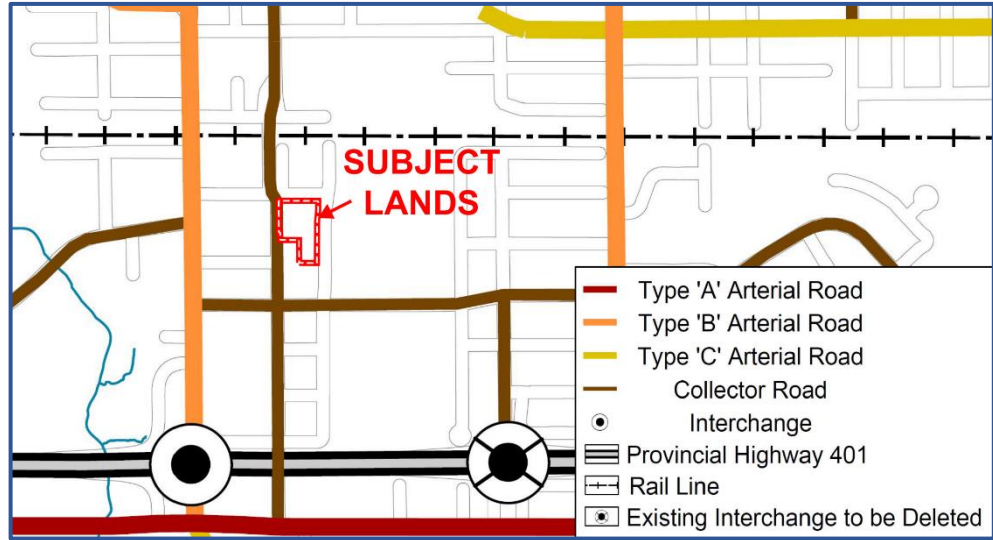 SUBJECT
LANDS
Type 'A' Arterial Road
Type 'B' Arterial Road
Type 'C' Arterial Road
Collector Road
Interchange
Provincial Highway 401
Rail Line
Existing Interchange to be Deleted